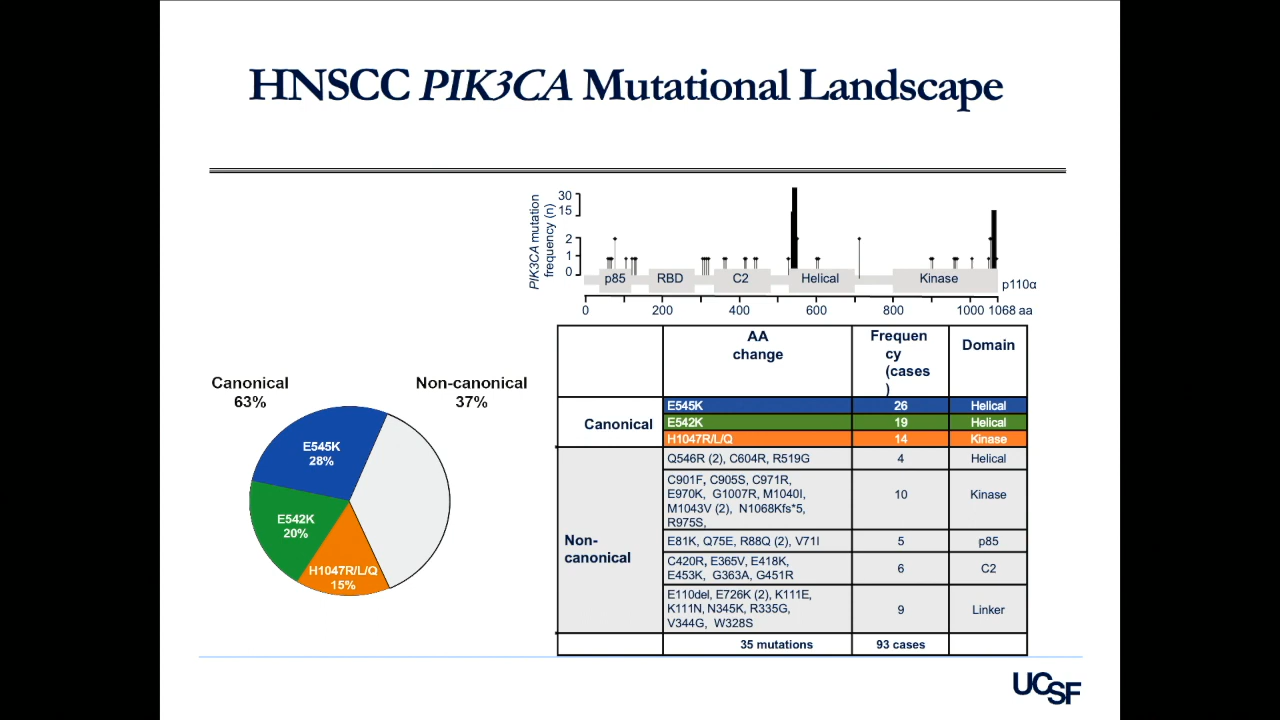 HNSCC PIK3CA Mutational Landscape
PIK3CA mutation
frequency (n)
30
15
2
1
0
p85
RBD
C2
Helical
Kinase
p110α
0
200
400
600
800
1000
1068 aa
Canonical
63%
Non-canonical
37%
E545K
28%
E542K
20%
H1047R/L/Q
15%
AA
change
Frequen
cy
(cases
)
Domain
Canonical
E545K
26
Helical
E542K
19
Helical
H1047R/L/Q
14
Kinase
Non-
canonical
Q546R (2), C604R, R519G
4
Helical
C901F, C905S, C971R,
E970K, G1007R, M1040I,
M1043V (2), N1068Kfs*5,
R975S,
10
Kinase
E81K, Q75E, R88Q (2), V71I
5
p85
C420R, E365V, E418K,
E453K, G363A, G451R
6
C2
E110del, E726K (2), K111E,
K111N, N345K, R335G,
V344G, W328S
9
Linker
35 mutations
93 cases
UCSF